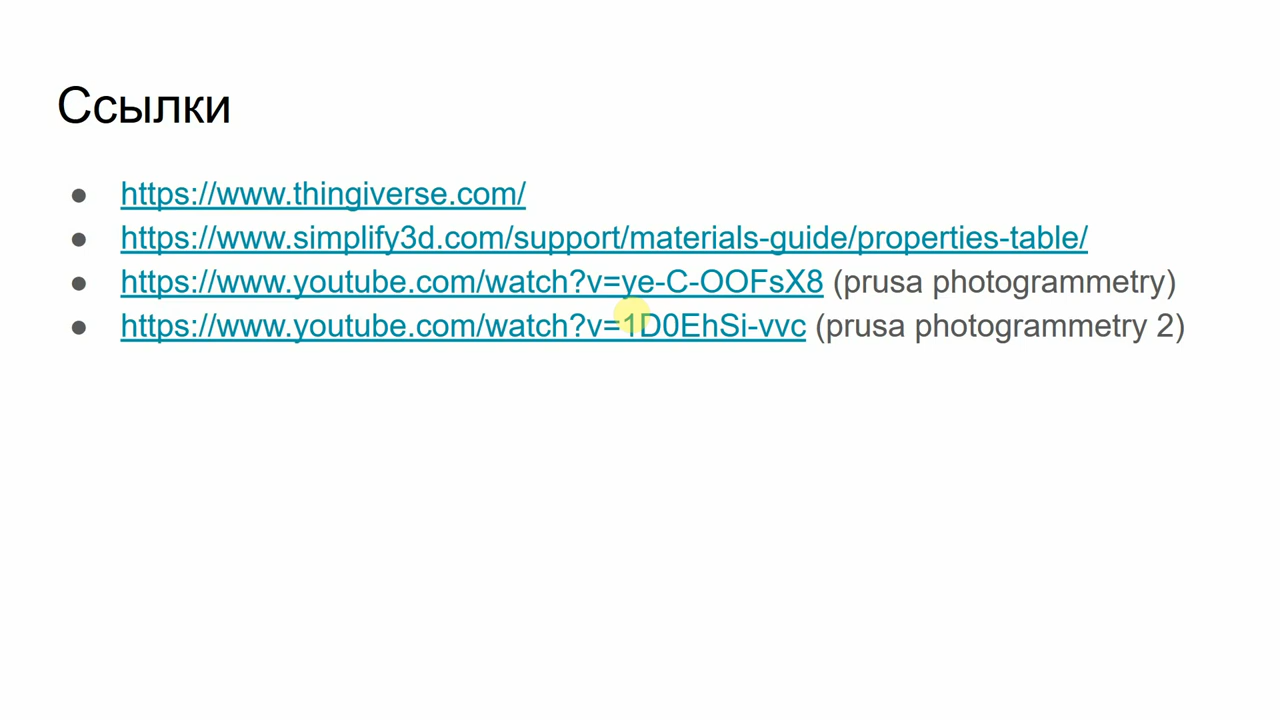 Ссылки
● https://www.thingiverse.com/
● https://www.simplify3d.com/support/materials-guide/properties-table/
● https://www.youtube.com/watch?v=ye-C-OOFsX8 (prusa photogrammetry)
● https://www.youtube.com/watch?v=1D0EhSi-vvc (prusa photogrammetry 2)